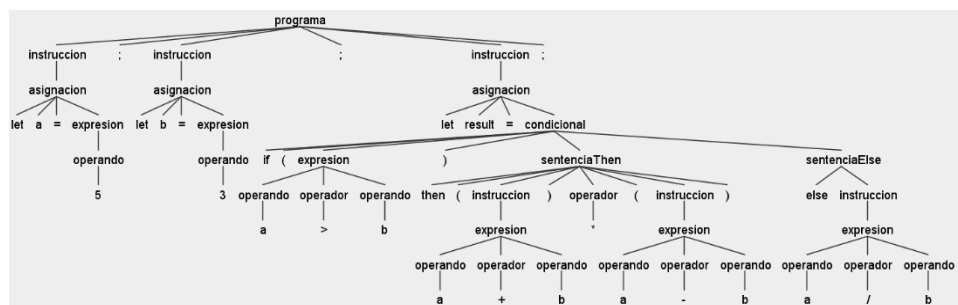 programa
instruccion ; instruccion ; instruccion ;
asignacion asignacion asignacion
let a = expresion let b = expresion let result = condicional
operando operando if ( expresion ) sentenciaThen sentenciaElse
5 3 operando operador operando then ( instruccion ) operador ( instruccion ) else instruccion
a > b expresion * expresion expresion
operando operador operando operando operador operando operando operador operando
a + b a - b a / b